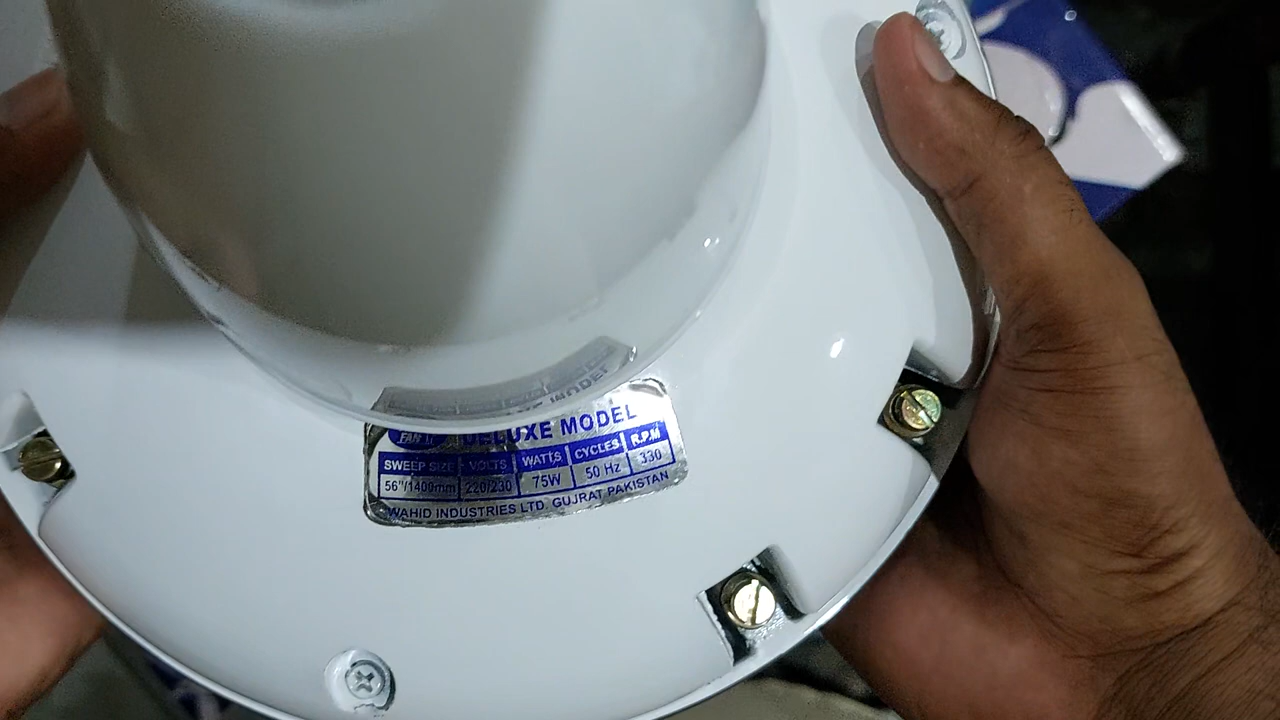 FAN DELUXE MODEL
SWEEP SIZE VOLTS WATTS CYCLES R.P.M
56"/1400mm 220/230 75W 50 Hz 330
WAHID INDUSTRIES LTD GUJRAT PAKISTAN